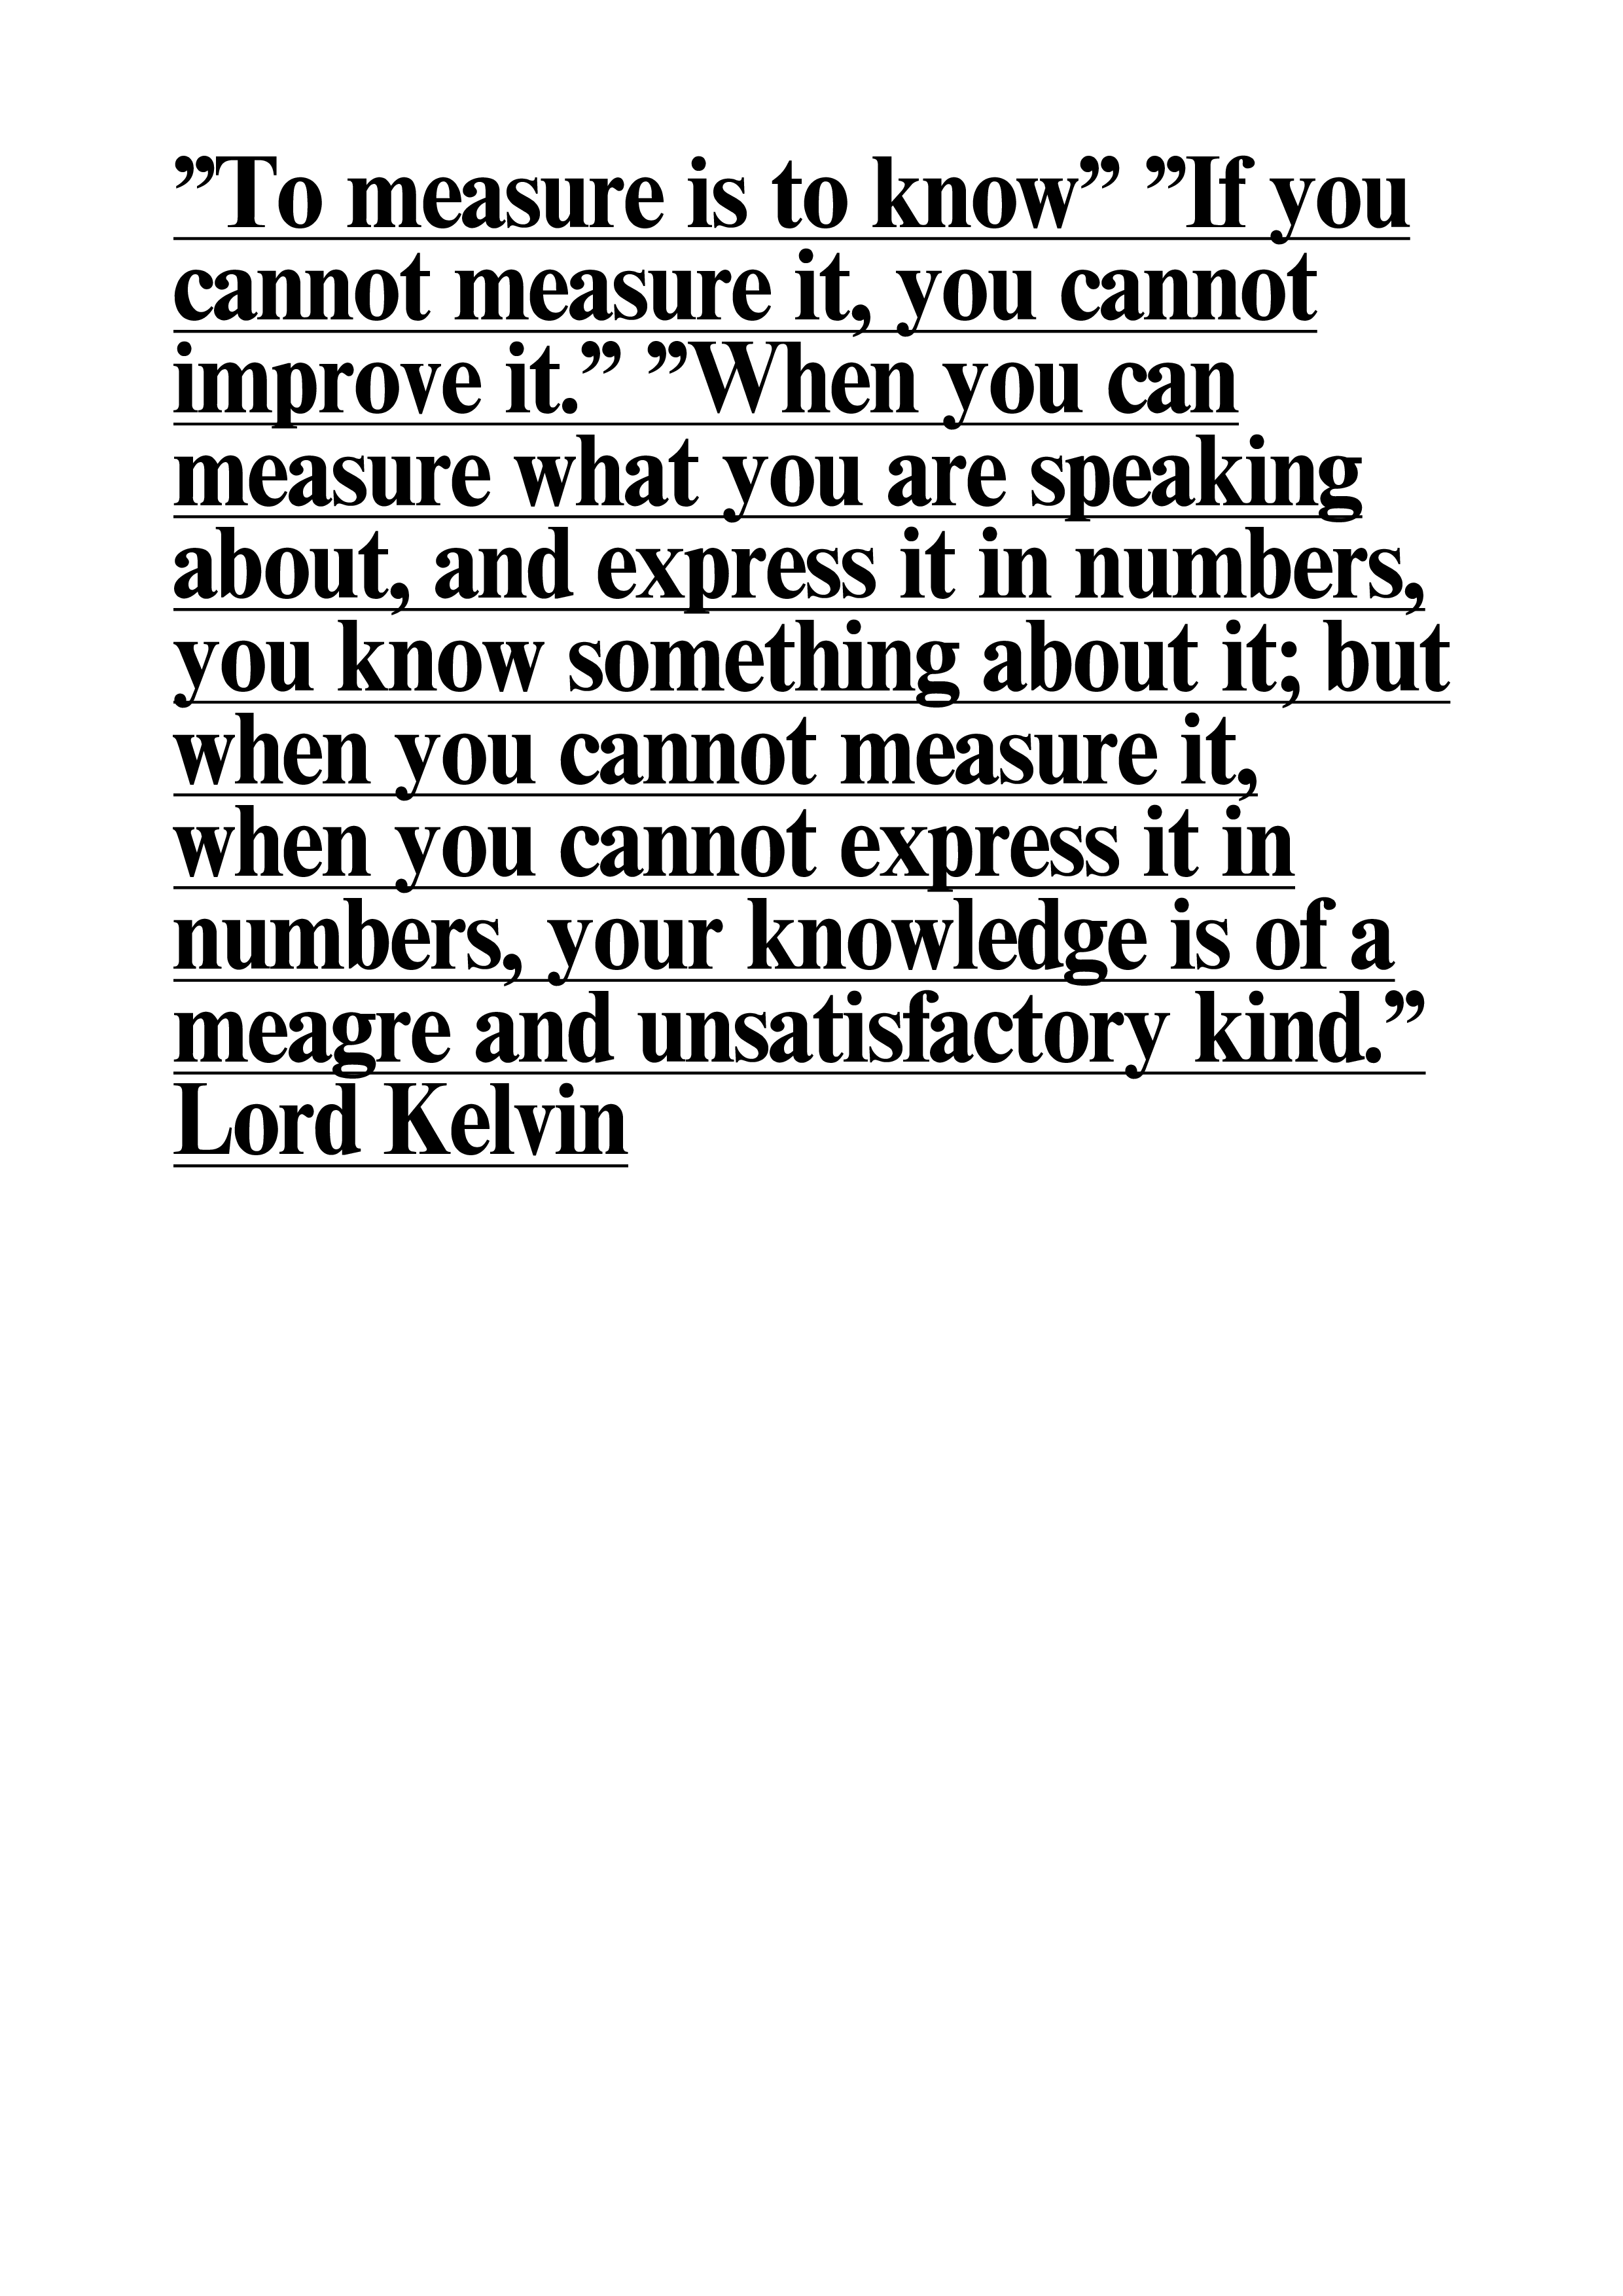 ”To measure is to know” ”If you
cannot measure it, you cannot
improve it.” ”When you can
measure what you are speaking
about, and express it in numbers,
you know something about it; but
when you cannot measure it,
when you cannot express it in
numbers, your knowledge is of a
meagre and unsatisfactory kind.”
Lord Kelvin